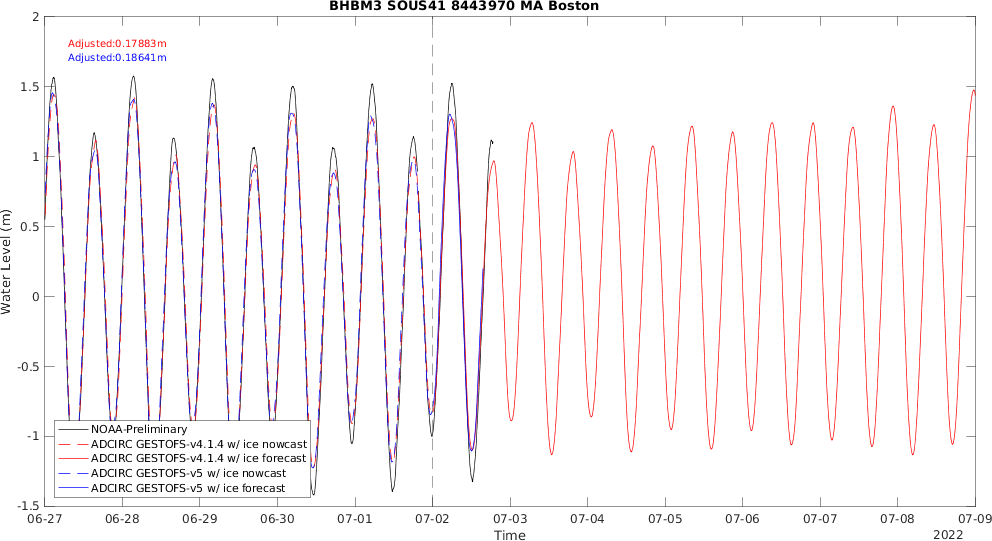 BHBM3 SOUS41 8443970 MA Boston
Adjusted:0.17883m
Adjusted:0.18641m
Water Level (m)
2
1.5
1
0.5
0
-0.5
-1
-1.5
NOAA-Preliminary
ADCIRC GESTOFS-v4.1.4 w/ ice nowcast
ADCIRC GESTOFS-v4.1.4 w/ ice forecast
ADCIRC GESTOFS-v5 w/ ice nowcast
ADCIRC GESTOFS-v5 w/ ice forecast
06-27 06-28 06-29 06-30 07-01 07-02 07-03 07-04 07-05 07-06 07-07 07-08 07-09
Time
2022